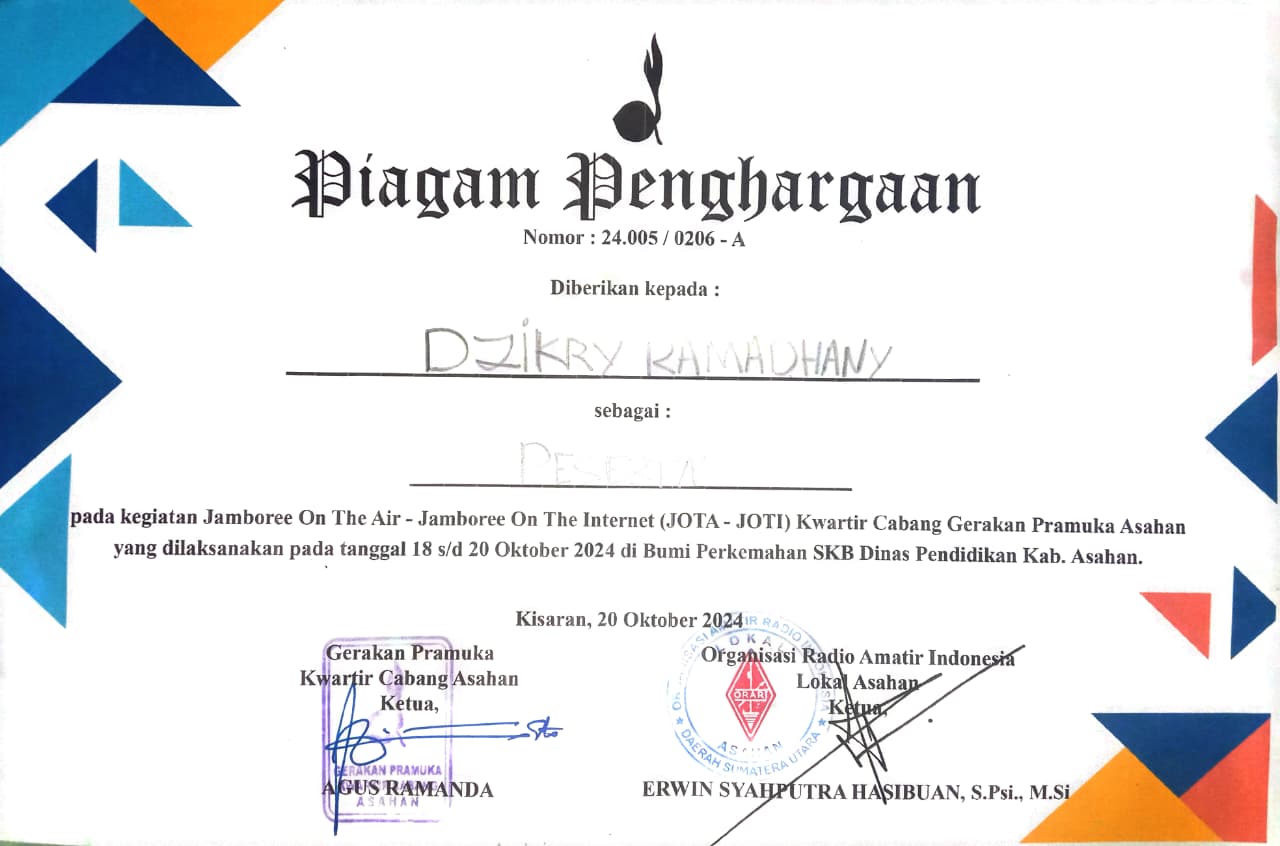 Piagam Penghargaan
Nomor : 24.005 / 0206 - A
Diberikan kepada :
DZIKRY RAMADHANY
sebagai :
PESERTA
pada kegiatan Jamboree On The Air - Jamboree On The Internet (JOTA - JOTI) Kwartir Cabang Gerakan Pramuka Asahan
yang dilaksanakan pada tanggal 18 s/d 20 Oktober 2024 di Bumi Perkemahan SKB Dinas Pendidikan Kab. Asahan.
Kisaran, 20 Oktober 2024
Gerakan Pramuka
Kwartir Cabang Asahan
Ketua,
GERAKAN PRAMUKA
ASAHAN
AGUS RAMANDA
Organisasi Radio Amatir Indonesia
Lokal Asahan
Ketua,
LOKAL
ORARI
ASAHAN
DAERAH SUMATERA UTARA
ERWIN SYAHPUTRA HASIBUAN, S.Psi., M.Si